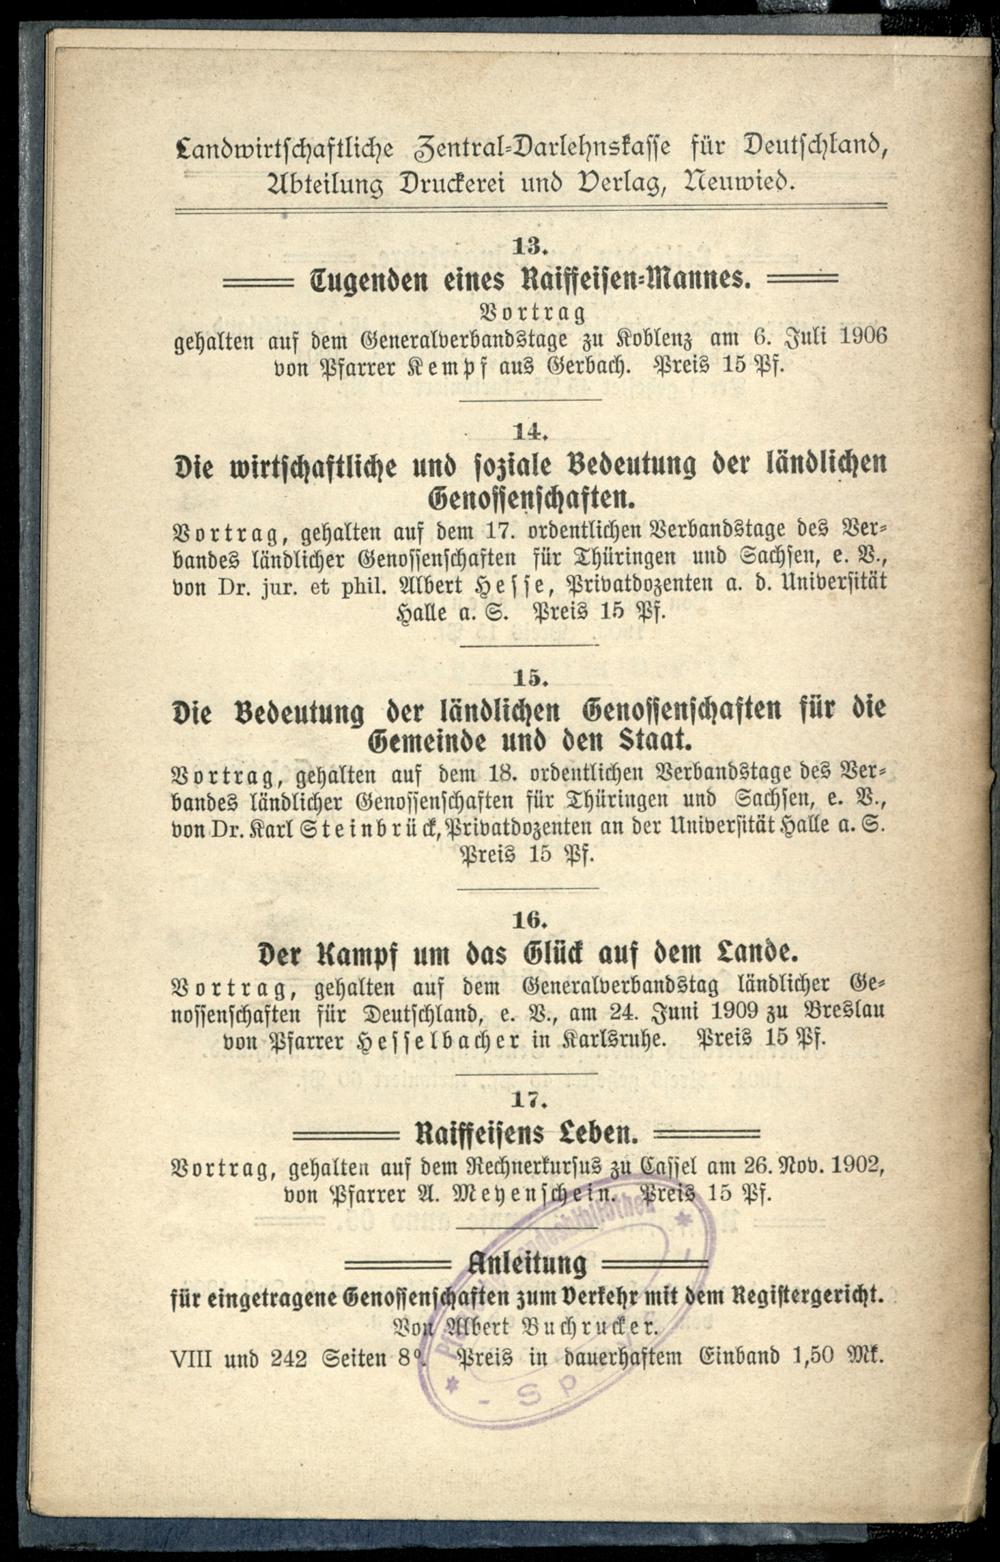 Landwirtschaftliche Zentral-Darlehnskasse für Deutschland,
Abteilung Druckerei und Verlag, Neuwied.
13.
Tugenden eines Raiffeisen-Mannes.
Vortrag
gehalten auf dem Generalverbandstage zu Koblenz am 6. Juli 1906
von Pfarrer Kempf aus Gerbach. Preis 15 Pf.
14.
Die wirtschaftliche und soziale Bedeutung der ländlichen
Genossenschaften.
Vortrag, gehalten auf dem 17. ordentlichen Verbandstage des Ver-
bandes ländlicher Genossenschaften für Thüringen und Sachsen, e. V.,
von Dr. jur. et phil. Albert Hesse, Privatdozenten a. d. Universität
Halle a. S. Preis 15 Pf.
15.
Die Bedeutung der ländlichen Genossenschaften für die
Gemeinde und den Staat.
Vortrag, gehalten auf dem 18. ordentlichen Verbandstage des Ver-
bandes ländlicher Genossenschaften für Thüringen und Sachsen, e. V.,
von Dr. Karl Steinbrück, Privatdozenten an der Universität Halle a. S.
Preis 15 Pf.
16.
Der Kampf um das Glück auf dem Lande.
Vortrag, gehalten auf dem Generalverbandstag ländlicher Ge-
nossenschaften für Deutschland, e. V., am 24. Juni 1909 zu Breslau
von Pfarrer Hesselbacher in Karlsruhe. Preis 15 Pf.
17.
Raiffeisens Leben.
Vortrag, gehalten auf dem Rechnerkursus zu Cassel am 26. Nov. 1902,
von Pfarrer A. Meyenschein. Preis 15 Pf.
Anleitung
für eingetragene Genossenschaften zum Verkehr mit dem Registergericht.
Von Albert Buchrucker.
VIII und 242 Seiten 8º. Preis in dauerhaftem Einband 1,50 Mk.